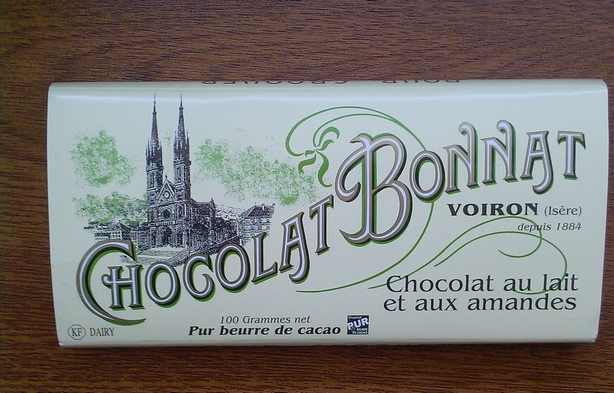 CHOCOLAT BONNAT
VOIRON (Isère)
depuis 1884
Chocolat au lait
et aux amandes
100 Grammes net
Pur beurre de cacao
PUR
KF DAIRY